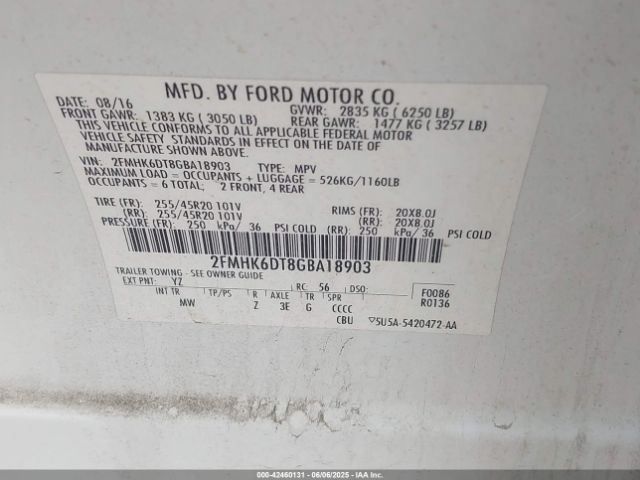 MFD. BY FORD MOTOR CO.
DATE: 08/16 GVWR: 2835 KG ( 6250 LB)
FRONT GAWR: 1383 KG ( 3050 LB) REAR GAWR: 1477 KG ( 3257 LB)
THIS VEHICLE CONFORMS TO ALL APPLICABLE FEDERAL MOTOR
VEHICLE SAFETY STANDARDS IN EFFECT ON THE DATE OF
MANUFACTURE SHOWN ABOVE.
VIN: 2FMHK6DT8GBA18903 TYPE: MPV
MAXIMUM LOAD = OCCUPANTS + LUGGAGE = 526KG/1160LB
OCCUPANTS = 6 TOTAL; 2 FRONT, 4 REAR
TIRE (FR): 255/45R20 101V RIMS (FR): 20X8.0J
(RR): 255/45R20 101V (RR): 20X8.0J
PRESSURE (FR): 250 kPa/ 36 PSI COLD (RR): 250 kPa/ 36 PSI COLD
2FMHK6DT8GBA18903
TRAILER TOWING - SEE OWNER GUIDE
EXT PNT: YZ RC: 56 DSO: F0086
INT TR TP/PS R AXLE TR SPR R0136
MW Z 3E G CCCC
CBU ▽5U5A-5420472-AA
000-42460131 - 06/06/2025 - IAAI.com